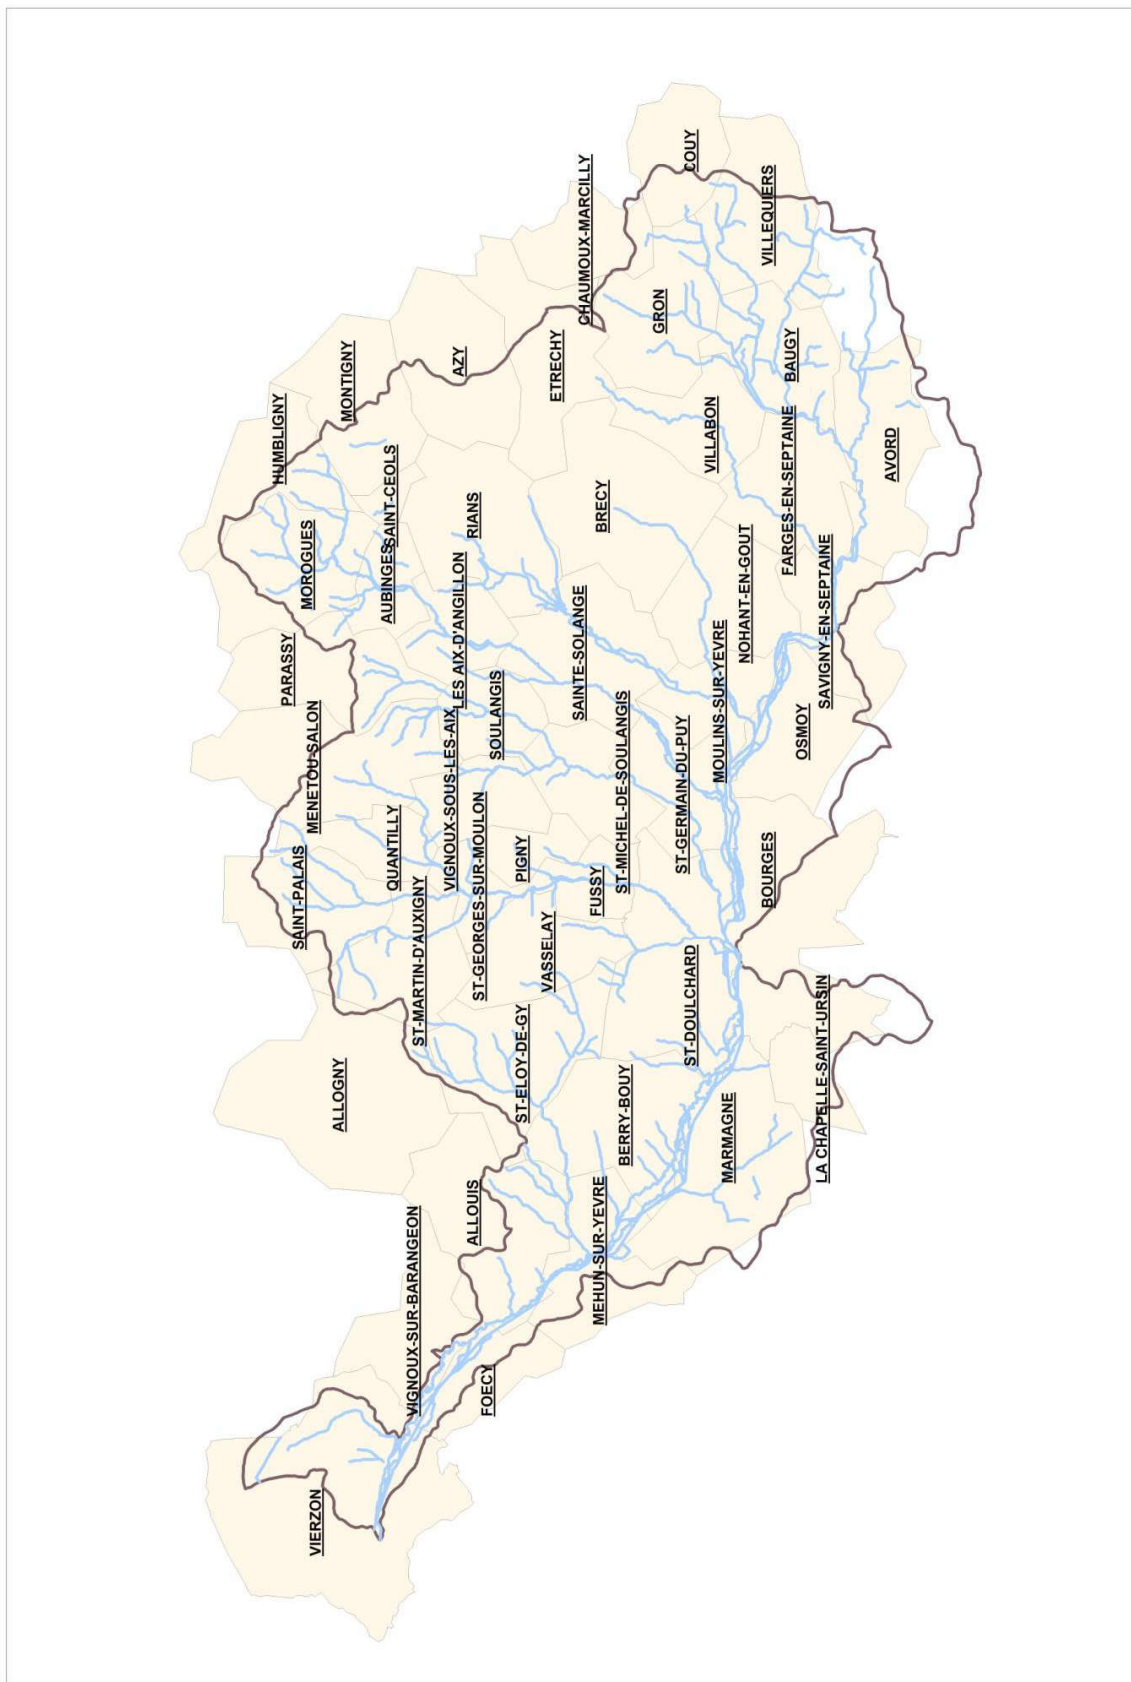 HUMBLIGNY
MONTIGNY
MOROGUES
PARASSY
MENETOU-SALON
SAINT-PALAIS
ALLOGNY
VIERZON
SAINT-CEOLS
AUBINGES
QUANTILLY
ST-MARTIN-D'AUXIGNY
VIGNOUX-SUR-BARANGEON
AZY
RIANS
LES AIX-D'ANGILLON
VIGNOUX-SOUS-LES-AIX
SOULANGIS
ST-GEORGES-SUR-MOULON
ALLOUIS
FOECY
CHAUMOUX-MARCILLY
ETRECHY
PIGNY
VASSELAY
ST-ELOY-DE-GY
BRECY
SAINTE-SOLANGE
FUSSY
ST-MICHEL-DE-SOULANGIS
BERRY-BOUY
MEHUN-SUR-YEVRE
COUY
GRON
ST-GERMAIN-DU-PUY
ST-DOULCHARD
VILLABON
MOULINS-SUR-YEVRE
NOHANT-EN-GOUT
MARMAGNE
VILLEQUIERS
BAUGY
FARGES-EN-SEPTAINE
BOURGES
OSMOY
SAVIGNY-EN-SEPTAINE
LA CHAPELLE-SAINT-URSIN
AVORD